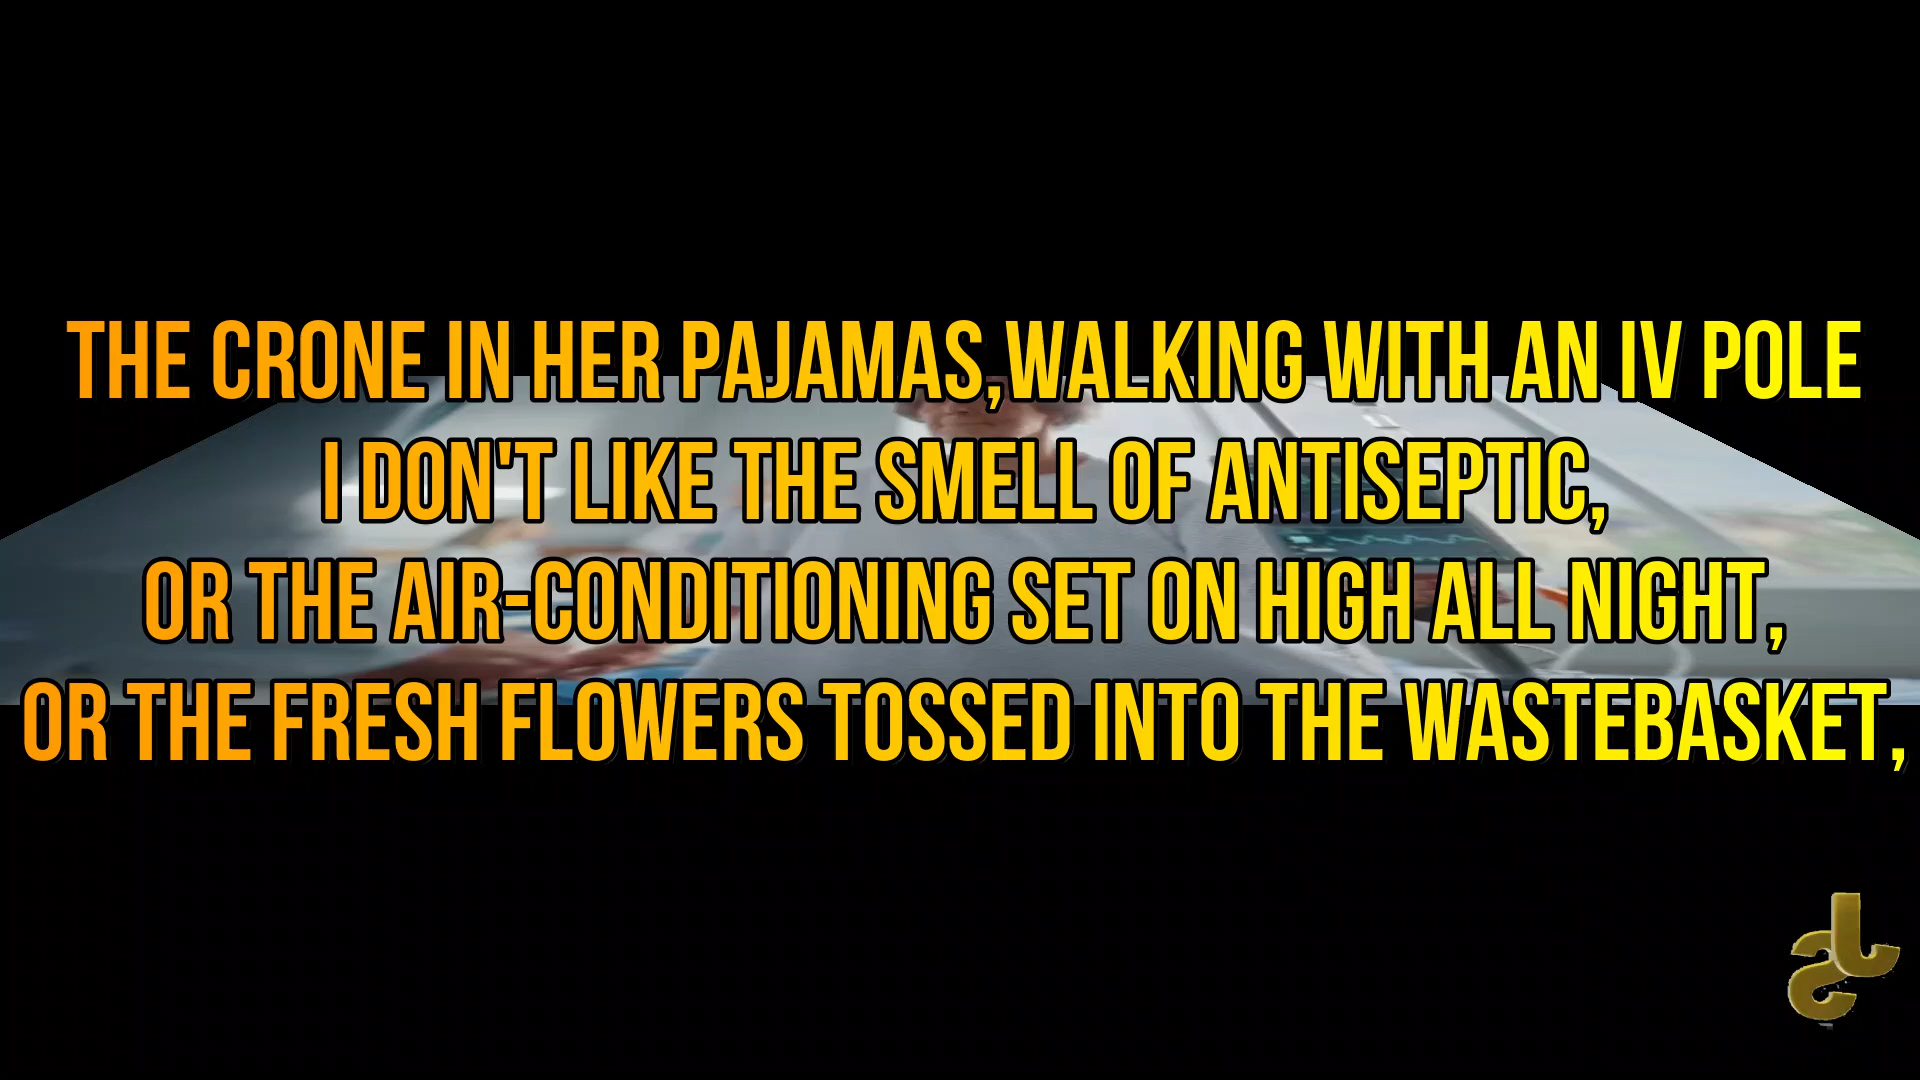 THE CRONE IN HER PAJAMAS,WALKING WITH AN IV POLE
I DON'T LIKE THE SMELL OF ANTISEPTIC,
OR THE AIR-CONDITIONING SET ON HIGH ALL NIGHT,
OR THE FRESH FLOWERS TOSSED INTO THE WASTEBASKET,